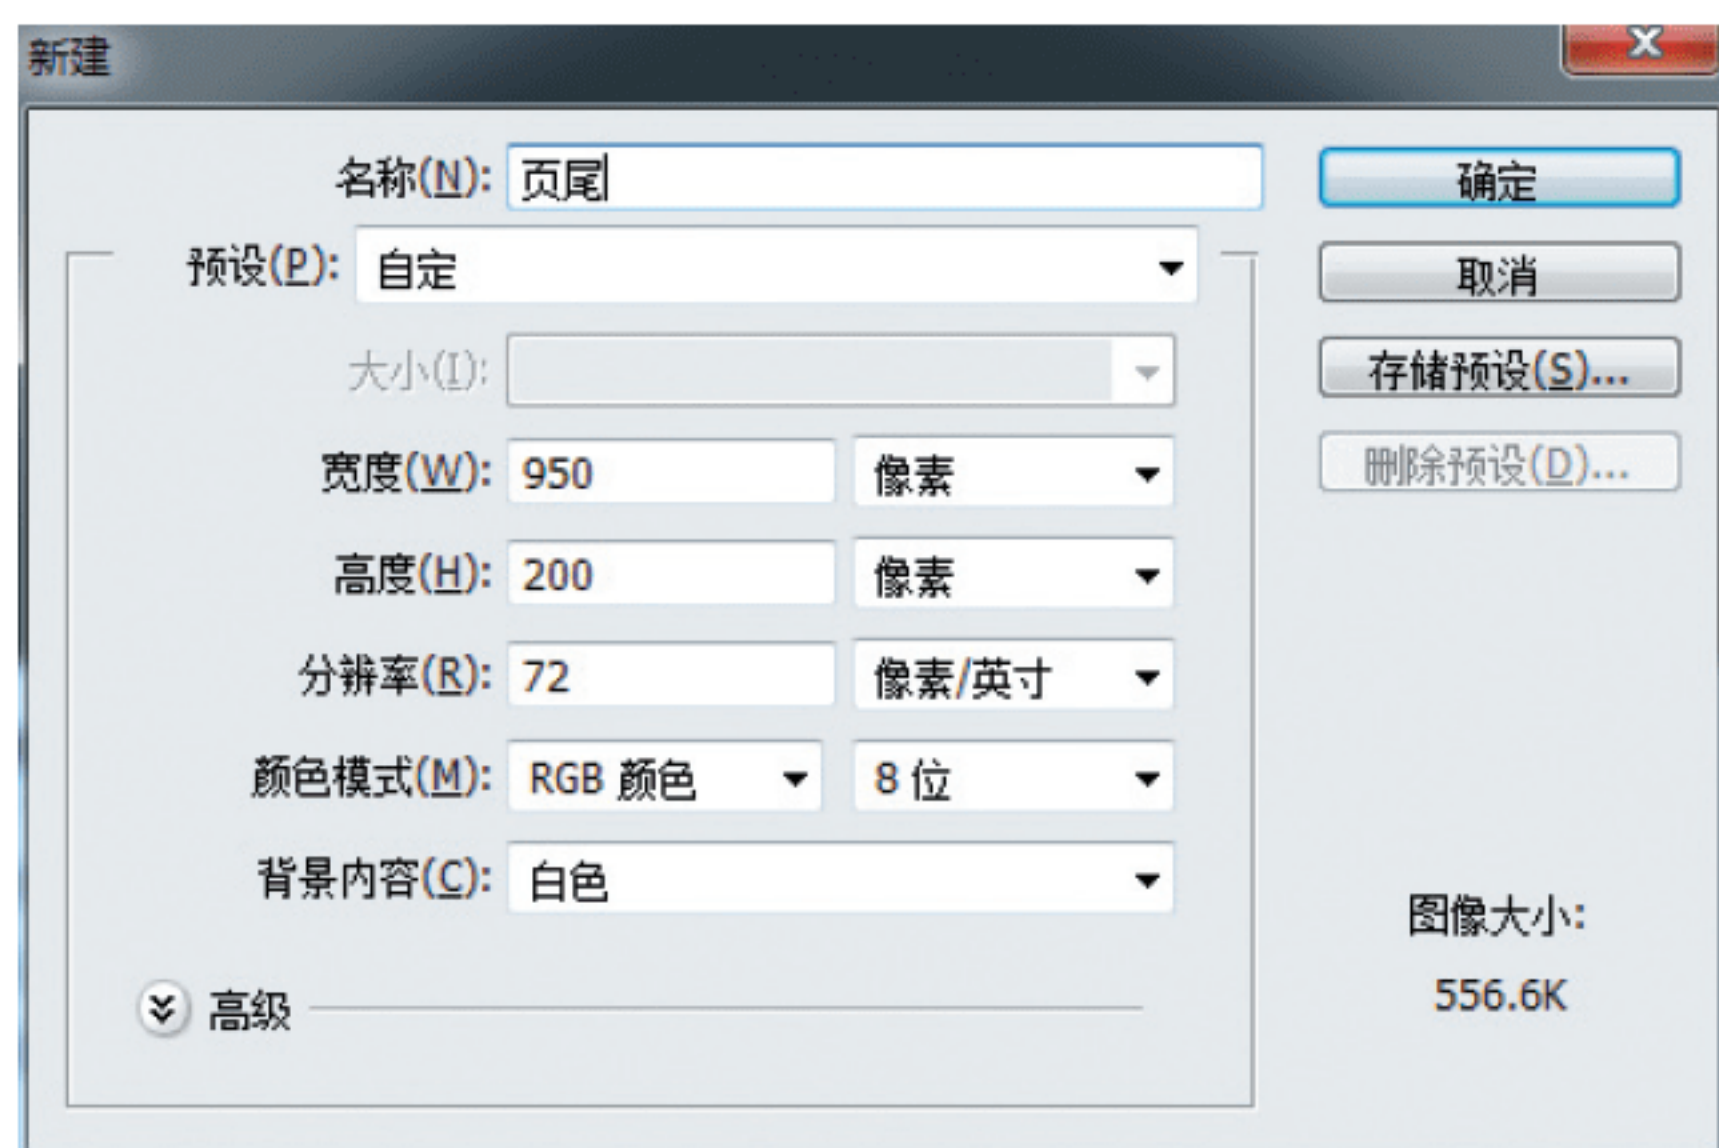 新建
名称(N): 页尾
确定
预设(P): 自定
取消
大小(I):
存储预设(S)...
宽度(W): 950 像素
删除预设(D)...
高度(H): 200 像素
分辨率(R): 72 像素/英寸
颜色模式(M): RGB 颜色 8 位
背景内容(C): 白色
图像大小:
556.6K
高级